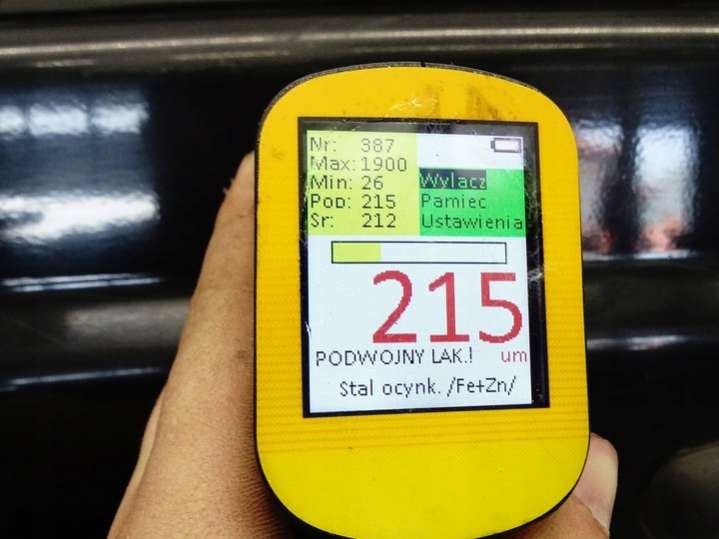 Nr: 387
Max: 1900
Min: 26
Pop: 215
Sr: 212
Wylacz
Pamiec
Ustawienia
215
PODWOJNY LAK.! um
Stal ocynk. /Fe+Zn/